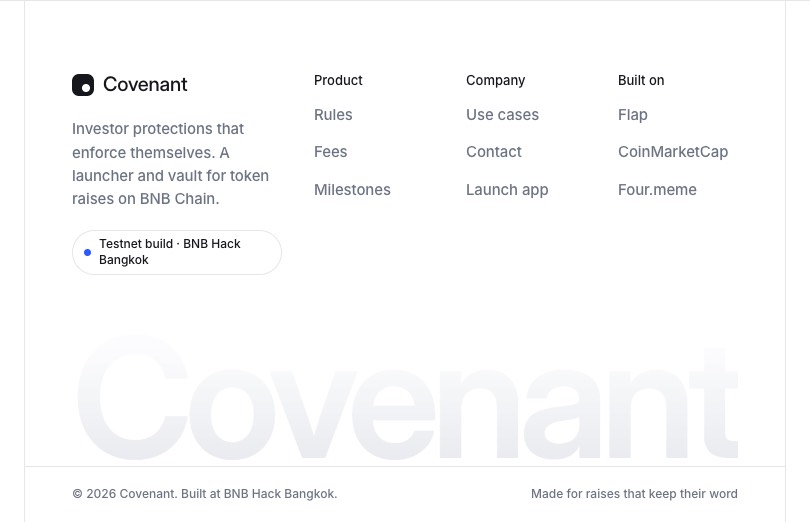 Covenant
Investor protections that
enforce themselves. A
launcher and vault for token
raises on BNB Chain.
Testnet build · BNB Hack
Bangkok
Product
Rules
Fees
Milestones
Company
Use cases
Contact
Launch app
Built on
Flap
CoinMarketCap
Four.meme
Covenant
© 2026 Covenant. Built at BNB Hack Bangkok.
Made for raises that keep their word